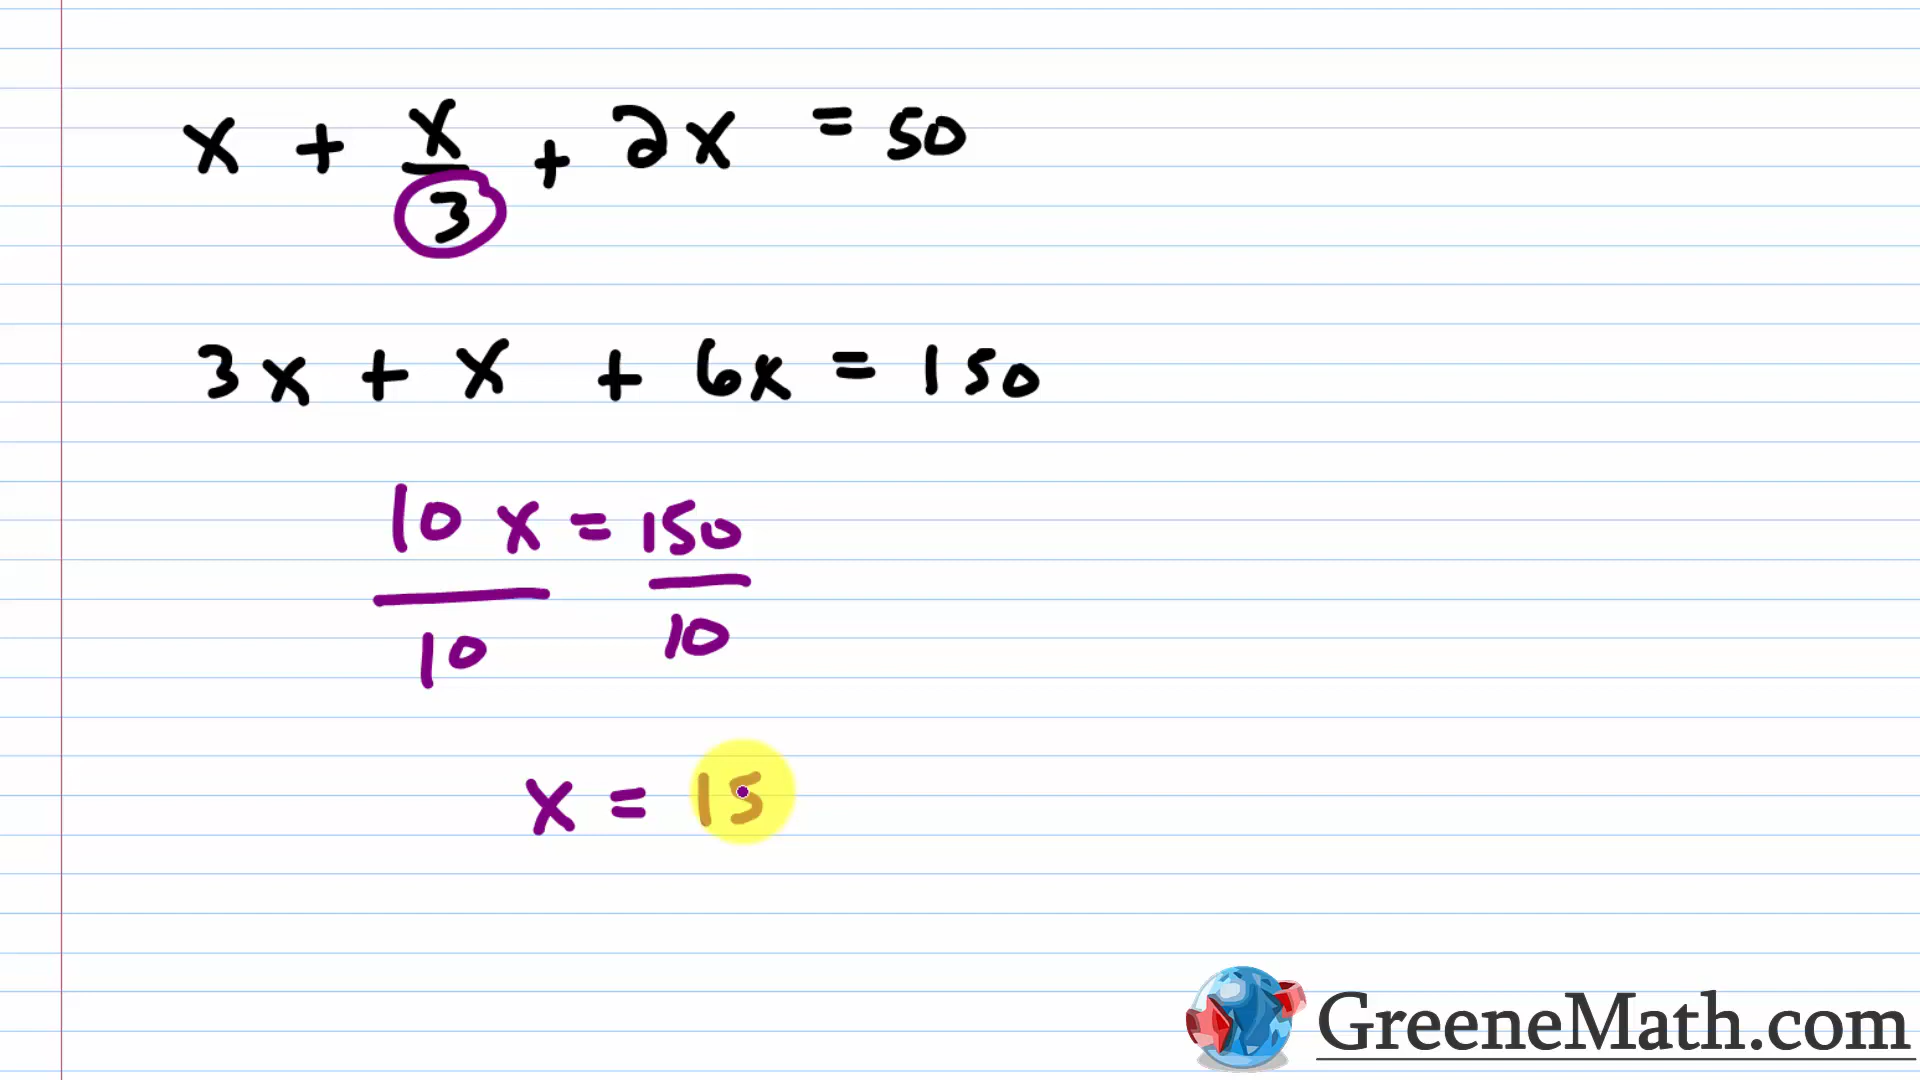 x + x/3 + 2x = 50
3x + x + 6x = 150
10x = 150
10 10
x = 15
GreeneMath.com